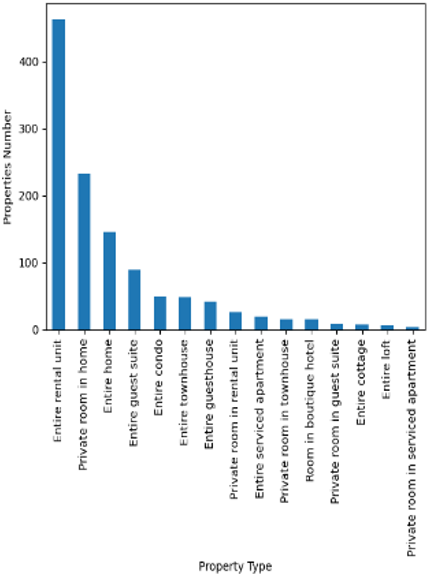 Properties Number
400
300
200
100
0
Entire rental unit
Private room in home
Entire home
Entire guest suite
Entire condo
Entire townhouse
Entire guesthouse
Private room in rental unit
Entire serviced apartment
Private room in townhouse
Room in boutique hotel
Private room in guest suite
Entire cottage
Entire loft
Private room in serviced apartment
Property Type